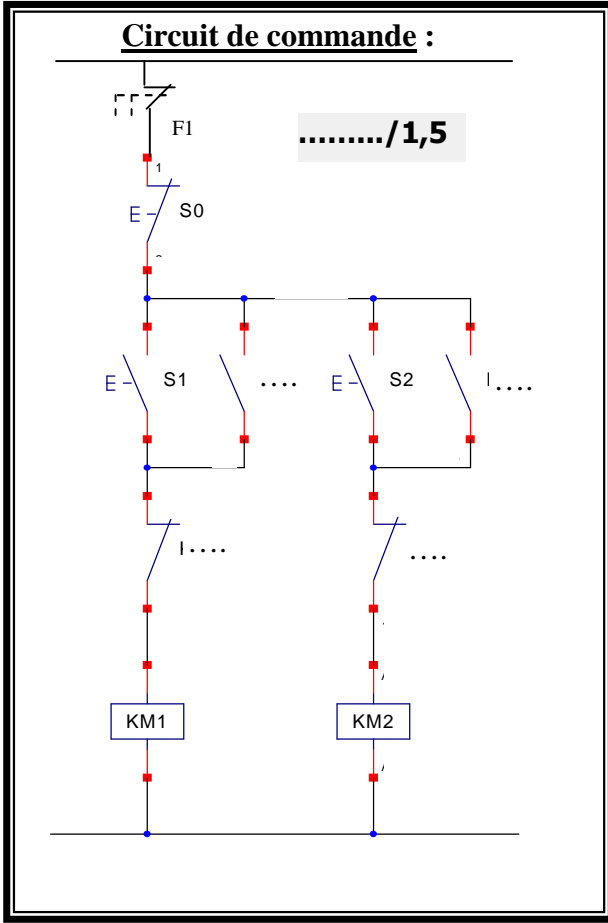 Circuit de commande :
F1
........./1,5
1
S0
S1 .... S2 ....
.... ....
KM1 KM2